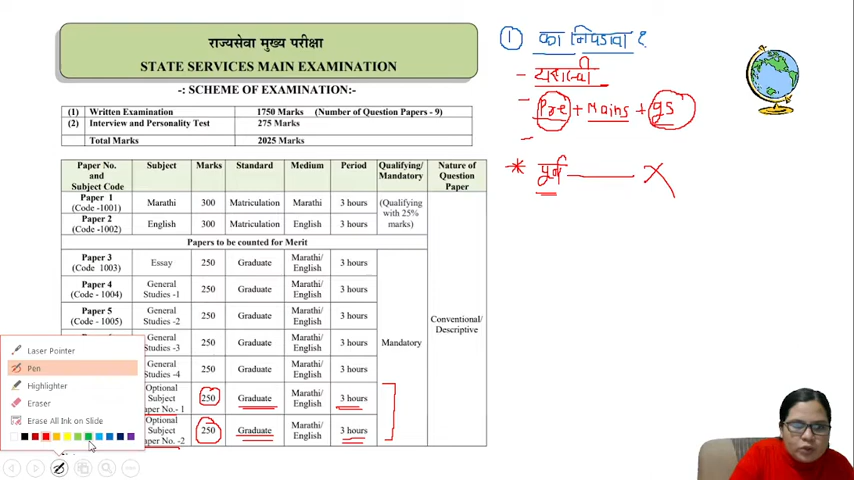 राज्यसेवा मुख्य परीक्षा
STATE SERVICES MAIN EXAMINATION
-: SCHEME OF EXAMINATION:-
(1) Written Examination 1750 Marks (Number of Question Papers - 9)
(2) Interview and Personality Test 275 Marks
Total Marks 2025 Marks
Paper No. and Subject Code Subject Marks Standard Medium Period Qualifying/ Mandatory Nature of Question Paper
Paper 1 (Code -1001) Marathi 300 Matriculation Marathi 3 hours (Qualifying with 25% marks)
Paper 2 (Code -1002) English 300 Matriculation English 3 hours
Papers to be counted for Merit
Paper 3 (Code 1003) Essay 250 Graduate Marathi/ English 3 hours Mandatory Conventional/ Descriptive
Paper 4 (Code - 1004) General Studies -1 250 Graduate Marathi/ English 3 hours
Paper 5 (Code - 1005) General Studies -2 250 Graduate Marathi/ English 3 hours
General Studies -3 250 Graduate Marathi/ English 3 hours
General Studies -4 250 Graduate Marathi/ English 3 hours
Optional Subject Paper No.- 1 250 Graduate Marathi/ English 3 hours
Optional Subject Paper No. -2 250 Graduate Marathi/ English 3 hours
① का निवडावा ?
- यशस्वी
- Pre + Mains + gs
* पूर्व X
Laser Pointer
Pen
Highlighter
Eraser
Erase All Ink on Slide